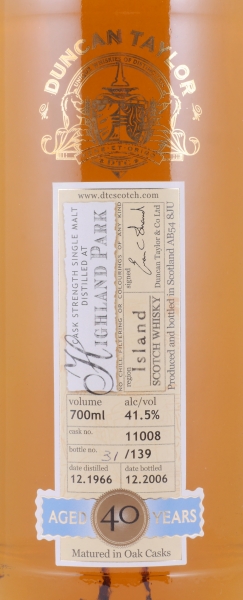 DUNCAN TAYLOR
www.dtcscotch.com
CASK STRENGTH SINGLE MALT
DISTILLED AT
HIGHLAND PARK
NO CHILL FILTERING OR COLOURINGS OF ANY KIND
signed
Duncan Taylor & Co Ltd
region
Island
SCOTCH WHISKY
Produced and bottled in Scotland AB54 8JU
volume alc/vol
700ml 41.5%
cask no. 11008
bottle no. 31 /139
date distilled date bottled
12.1966 12.2006
AGED 40 YEARS
Matured in Oak Casks